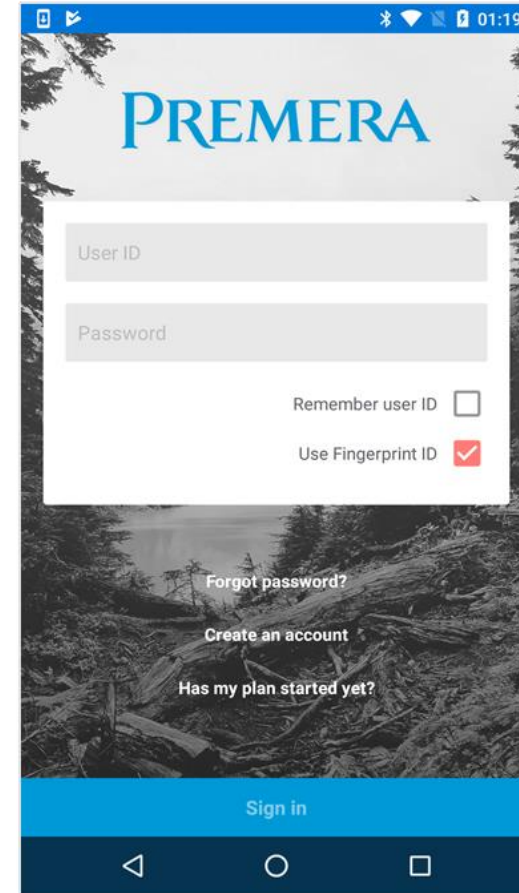 01:19
PREMERA
User ID
Password
Remember user ID
Use Fingerprint ID
Forgot password?
Create an account
Has my plan started yet?
Sign in